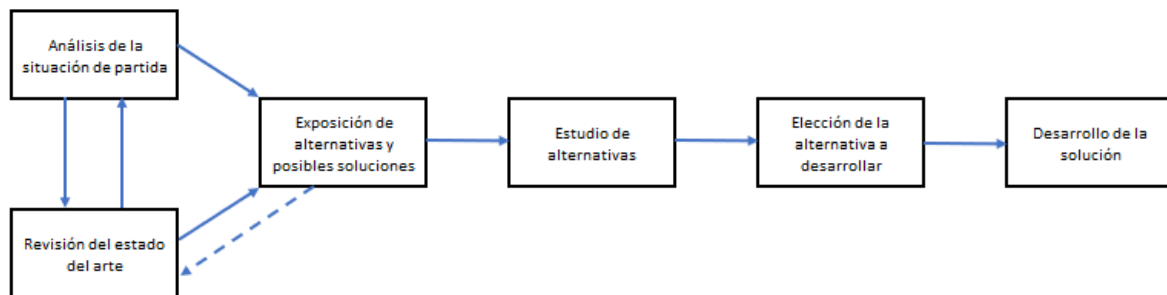 Análisis de la
situación de partida
Exposición de
alternativas y
posibles soluciones
Estudio de
alternativas
Elección de la
alternativa a
desarrollar
Desarrollo de la
solución
Revisión del estado
del arte